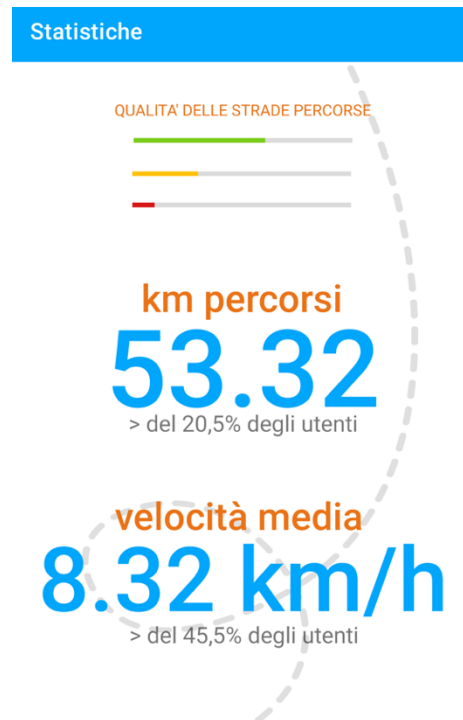 Statistiche
QUALITA' DELLE STRADE PERCORSE
km percorsi
53.32
> del 20,5% degli utenti
velocità media
8.32 km/h
> del 45,5% degli utenti